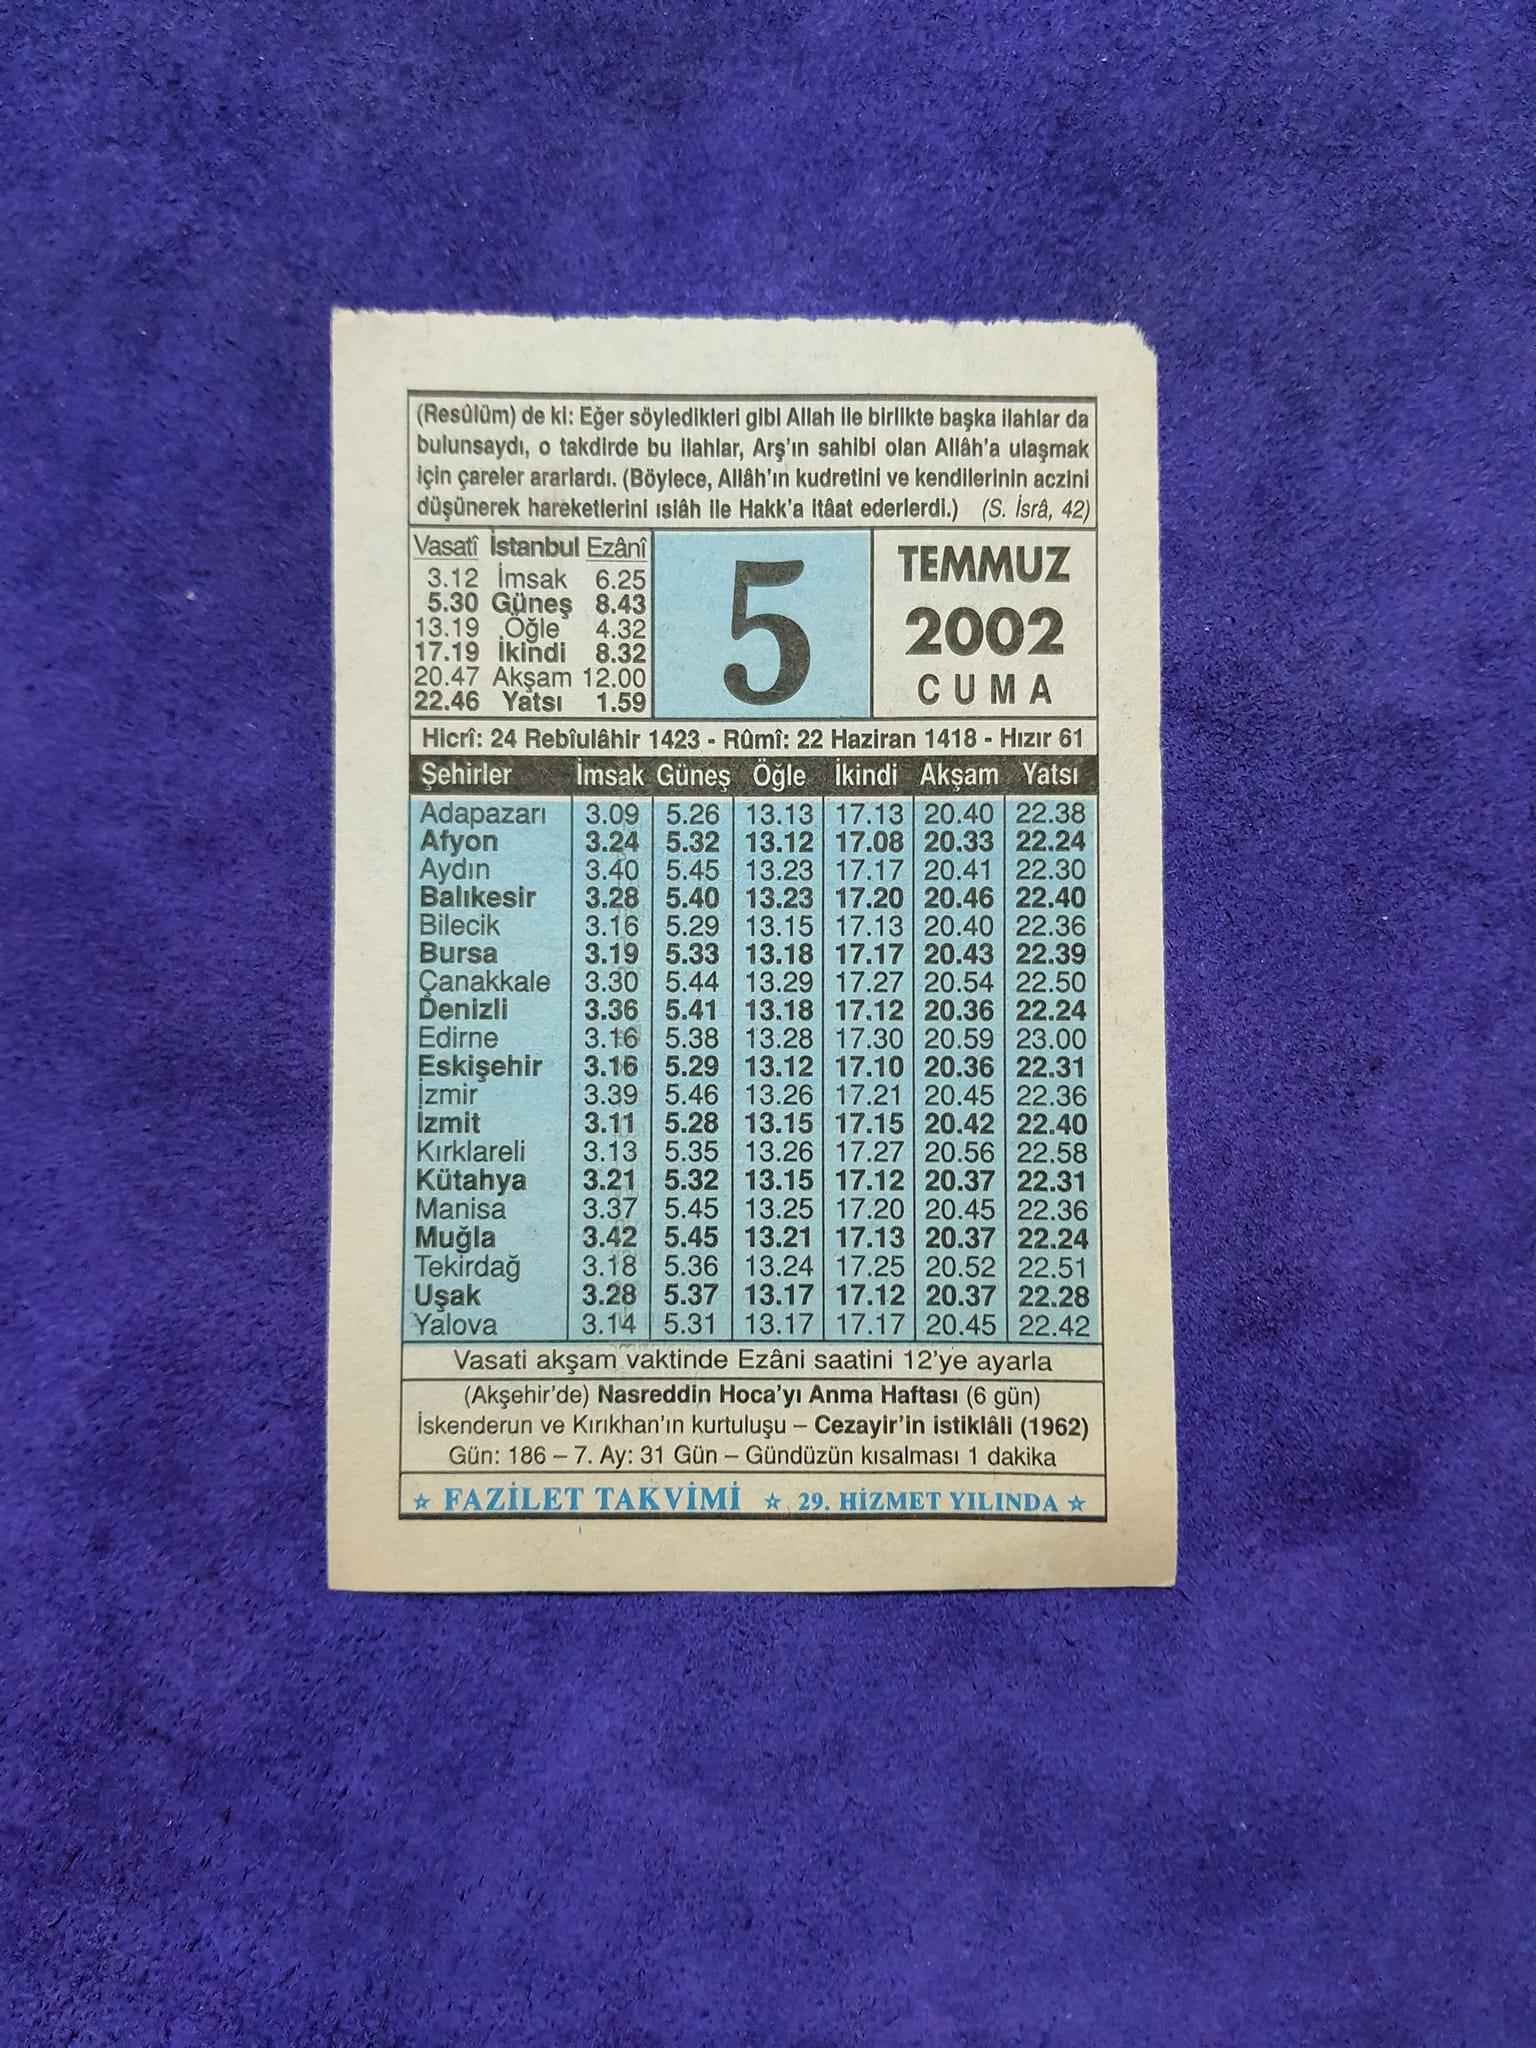 (Resûlüm) de ki: Eğer söyledikleri gibi Allah ile birlikte başka ilahlar da
bulunsaydı, o takdirde bu ilahlar, Arş'ın sahibi olan Allâh'a ulaşmak
için çareler ararlardı. (Böylece, Allâh'ın kudretini ve kendilerinin aczini
düşünerek hareketlerini ıslâh ile Hakk'a itâat ederlerdi.) (S. İsrâ, 42)
Vasatî İstanbul Ezânî
3.12 İmsak 6.25
5.30 Güneş 8.43
13.19 Öğle 4.32
17.19 İkindi 8.32
20.47 Akşam 12.00
22.46 Yatsı 1.59
5
TEMMUZ
2002
CUMA
Hicrî: 24 Rebîulâhir 1423 - Rûmî: 22 Haziran 1418 - Hızır 61
Şehirler İmsak Güneş Öğle İkindi Akşam Yatsı
Adapazarı 3.09 5.26 13.13 17.13 20.40 22.38
Afyon 3.24 5.32 13.12 17.08 20.33 22.24
Aydın 3.40 5.45 13.23 17.17 20.41 22.30
Balıkesir 3.28 5.40 13.23 17.20 20.46 22.40
Bilecik 3.16 5.29 13.15 17.13 20.40 22.36
Bursa 3.19 5.33 13.18 17.17 20.43 22.39
Çanakkale 3.30 5.44 13.29 17.27 20.54 22.50
Denizli 3.36 5.41 13.18 17.12 20.36 22.24
Edirne 3.16 5.38 13.28 17.30 20.59 23.00
Eskişehir 3.16 5.29 13.12 17.10 20.36 22.31
İzmir 3.39 5.46 13.26 17.21 20.45 22.36
İzmit 3.11 5.28 13.15 17.15 20.42 22.40
Kırklareli 3.13 5.35 13.26 17.27 20.56 22.58
Kütahya 3.21 5.32 13.15 17.12 20.37 22.31
Manisa 3.37 5.45 13.25 17.20 20.45 22.36
Muğla 3.42 5.45 13.21 17.13 20.37 22.24
Tekirdağ 3.18 5.36 13.24 17.25 20.52 22.51
Uşak 3.28 5.37 13.17 17.12 20.37 22.28
Yalova 3.14 5.31 13.17 17.17 20.45 22.42
Vasati akşam vaktinde Ezâni saatini 12'ye ayarla
(Akşehir'de) Nasreddin Hoca'yı Anma Haftası (6 gün)
İskenderun ve Kırıkhan'ın kurtuluşu – Cezayir'in istiklâli (1962)
Gün: 186 – 7. Ay: 31 Gün – Gündüzün kısalması 1 dakika
☆ FAZİLET TAKVİMİ ☆ 29. HİZMET YILINDA ☆